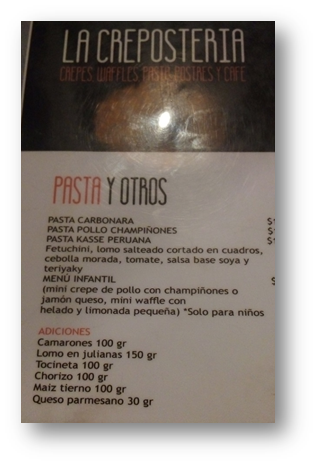 LA CREPOSTERIA
CREPES, WAFFLES, PASTA, POSTRES Y CAFE
PASTA Y OTROS
PASTA CARBONARA $
PASTA POLLO CHAMPIÑONES $
PASTA KASSE PERUANA $
Fetuchini, lomo salteado cortado en cuadros,
cebolla morada, tomate, salsa base soya y
teriyaky
MENÚ INFANTIL $
(mini crepe de pollo con champiñones o
jamón queso, mini waffle con
helado y limonada pequeña) *Solo para niños
ADICIONES
Camarones 100 gr
Lomo en julianas 150 gr
Tocineta 100 gr
Chorizo 100 gr
Maiz tierno 100 gr
Queso parmesano 30 gr